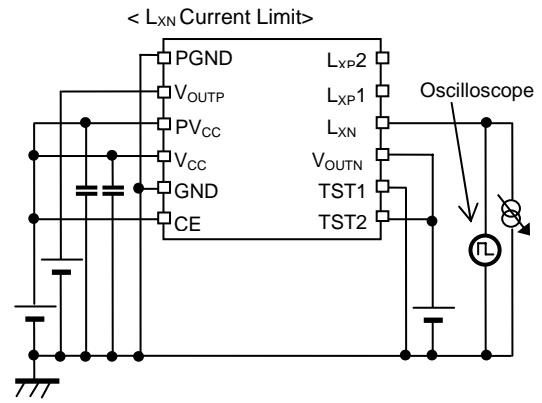 < LXN Current Limit>
PGND
VOUTP
PVCC
VCC
GND
CE
LXP2
LXP1
LXN
VOUTN
TST1
TST2
Oscilloscope